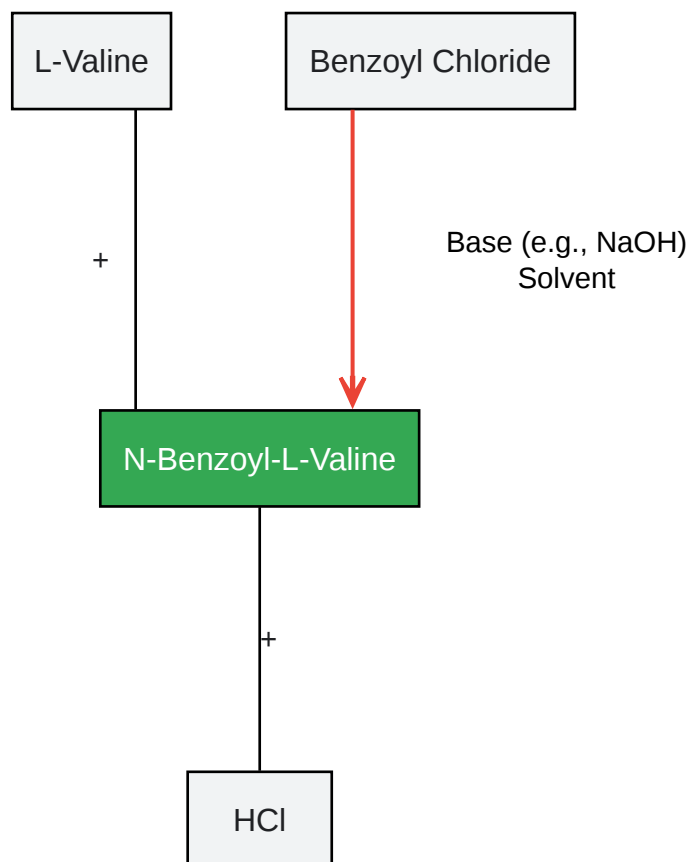 L-Valine
Benzoyl Chloride
Base (e.g., NaOH)
Solvent
+
N-Benzoyl-L-Valine
+
HCl